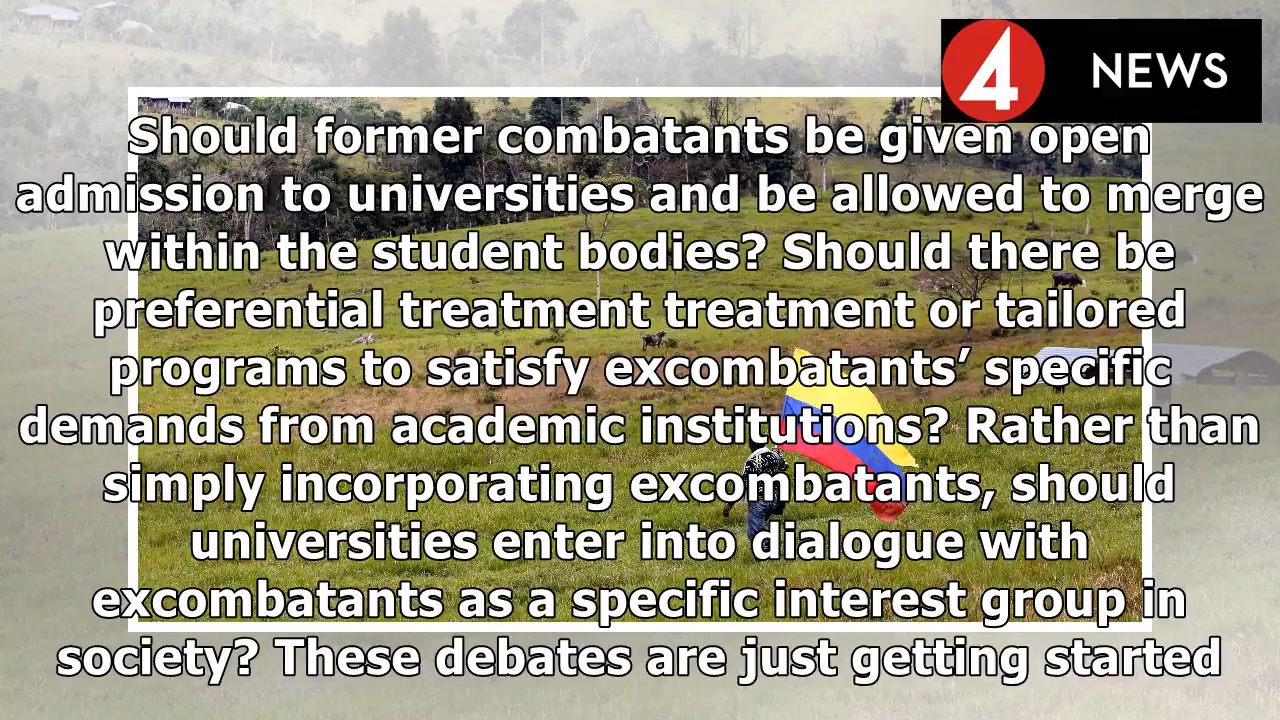 4 NEWS
Should former combatants be given open
admission to universities and be allowed to merge
within the student bodies? Should there be
preferential treatment treatment or tailored
programs to satisfy excombatants’ specific
demands from academic institutions? Rather than
simply incorporating excombatants, should
universities enter into dialogue with
excombatants as a specific interest group in
society? These debates are just getting started